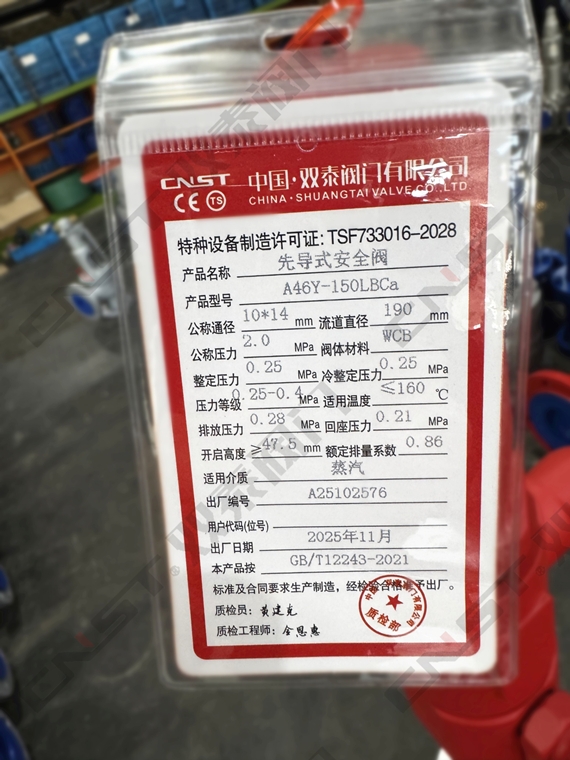 CNST 中国·双泰阀门有限公司
CE TS CHINA·SHUANGTAI VALVE CO.,LTD
特种设备制造许可证: TSF733016-2028
产品名称 先导式安全阀
产品型号 A46Y-150LBCa
公称通径 10*14 mm 流道直径 190 mm
公称压力 2.0 MPa 阀体材料 WCB
整定压力 0.25 MPa 冷整定压力 0.25 MPa
压力等级 0.25-0.4 MPa 适用温度 ≤160 ℃
排放压力 0.28 MPa 回座压力 0.21 MPa
开启高度 ≥47.5 mm 额定排量系数 0.86
适用介质 蒸汽
出厂编号 A25102576
用户代码(位号)
出厂日期 2025年11月
本产品按 GB/T12243-2021
标准及合同要求生产制造，经检验合格准予出厂。
质检员: 黄建克
质检工程师: 金恩惠
质检部